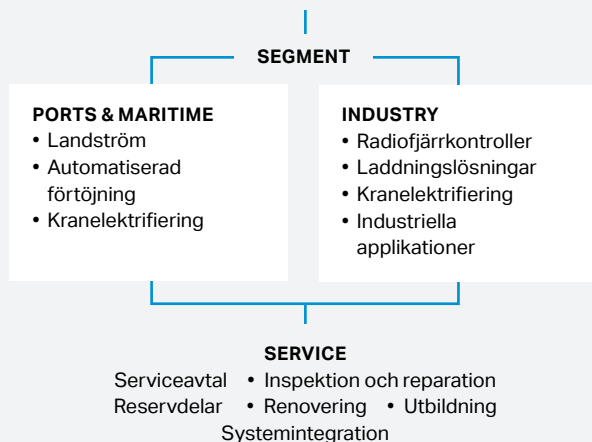 SEGMENT
PORTS & MARITIME
• Landström
• Automatiserad
förtöjning
• Kranelektrifiering
INDUSTRY
• Radiofjärrkontroller
• Laddningslösningar
• Kranelektrifiering
• Industriella
applikationer
SERVICE
Serviceavtal • Inspektion och reparation
Reservdelar • Renovering • Utbildning
Systemintegration